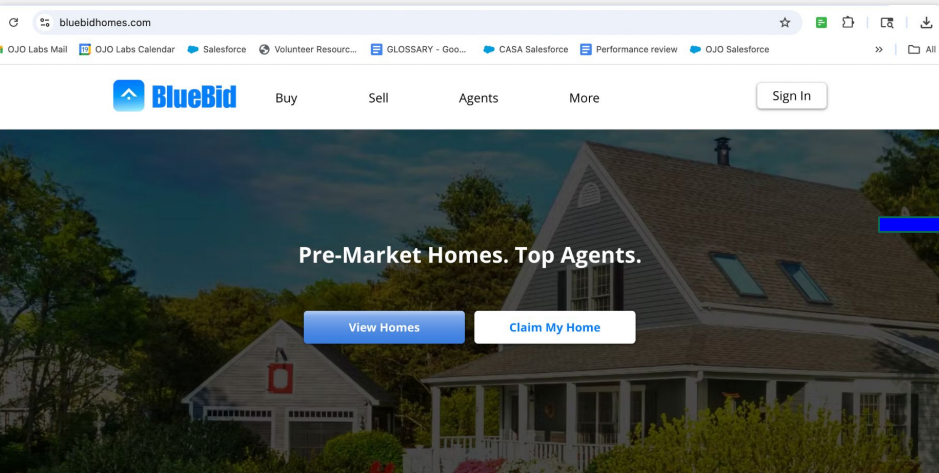 bluebidhomes.com
OJO Labs Mail 19 OJO Labs Calendar Salesforce Volunteer Resourc... GLOSSARY - Goo... CASA Salesforce Performance review OJO Salesforce » All
BlueBid Buy Sell Agents More Sign In
Pre-Market Homes. Top Agents.
View Homes Claim My Home